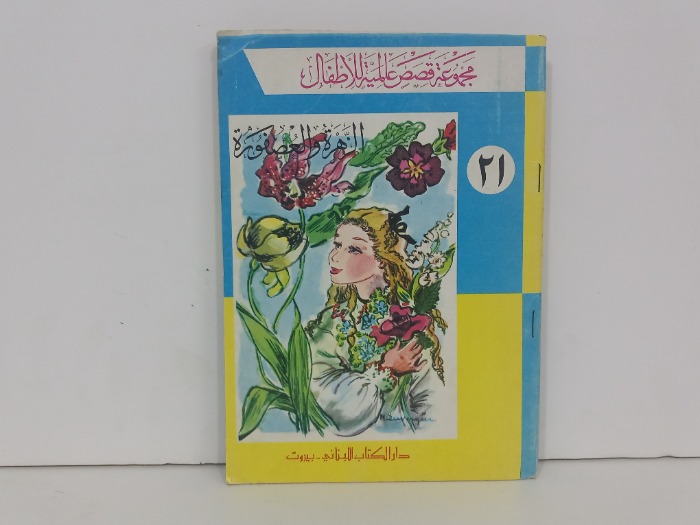 مجموعة قصص عالمية للأطفال
الزهرة والعصفورة
٢١
دار الكتاب اللبناني - بيروت